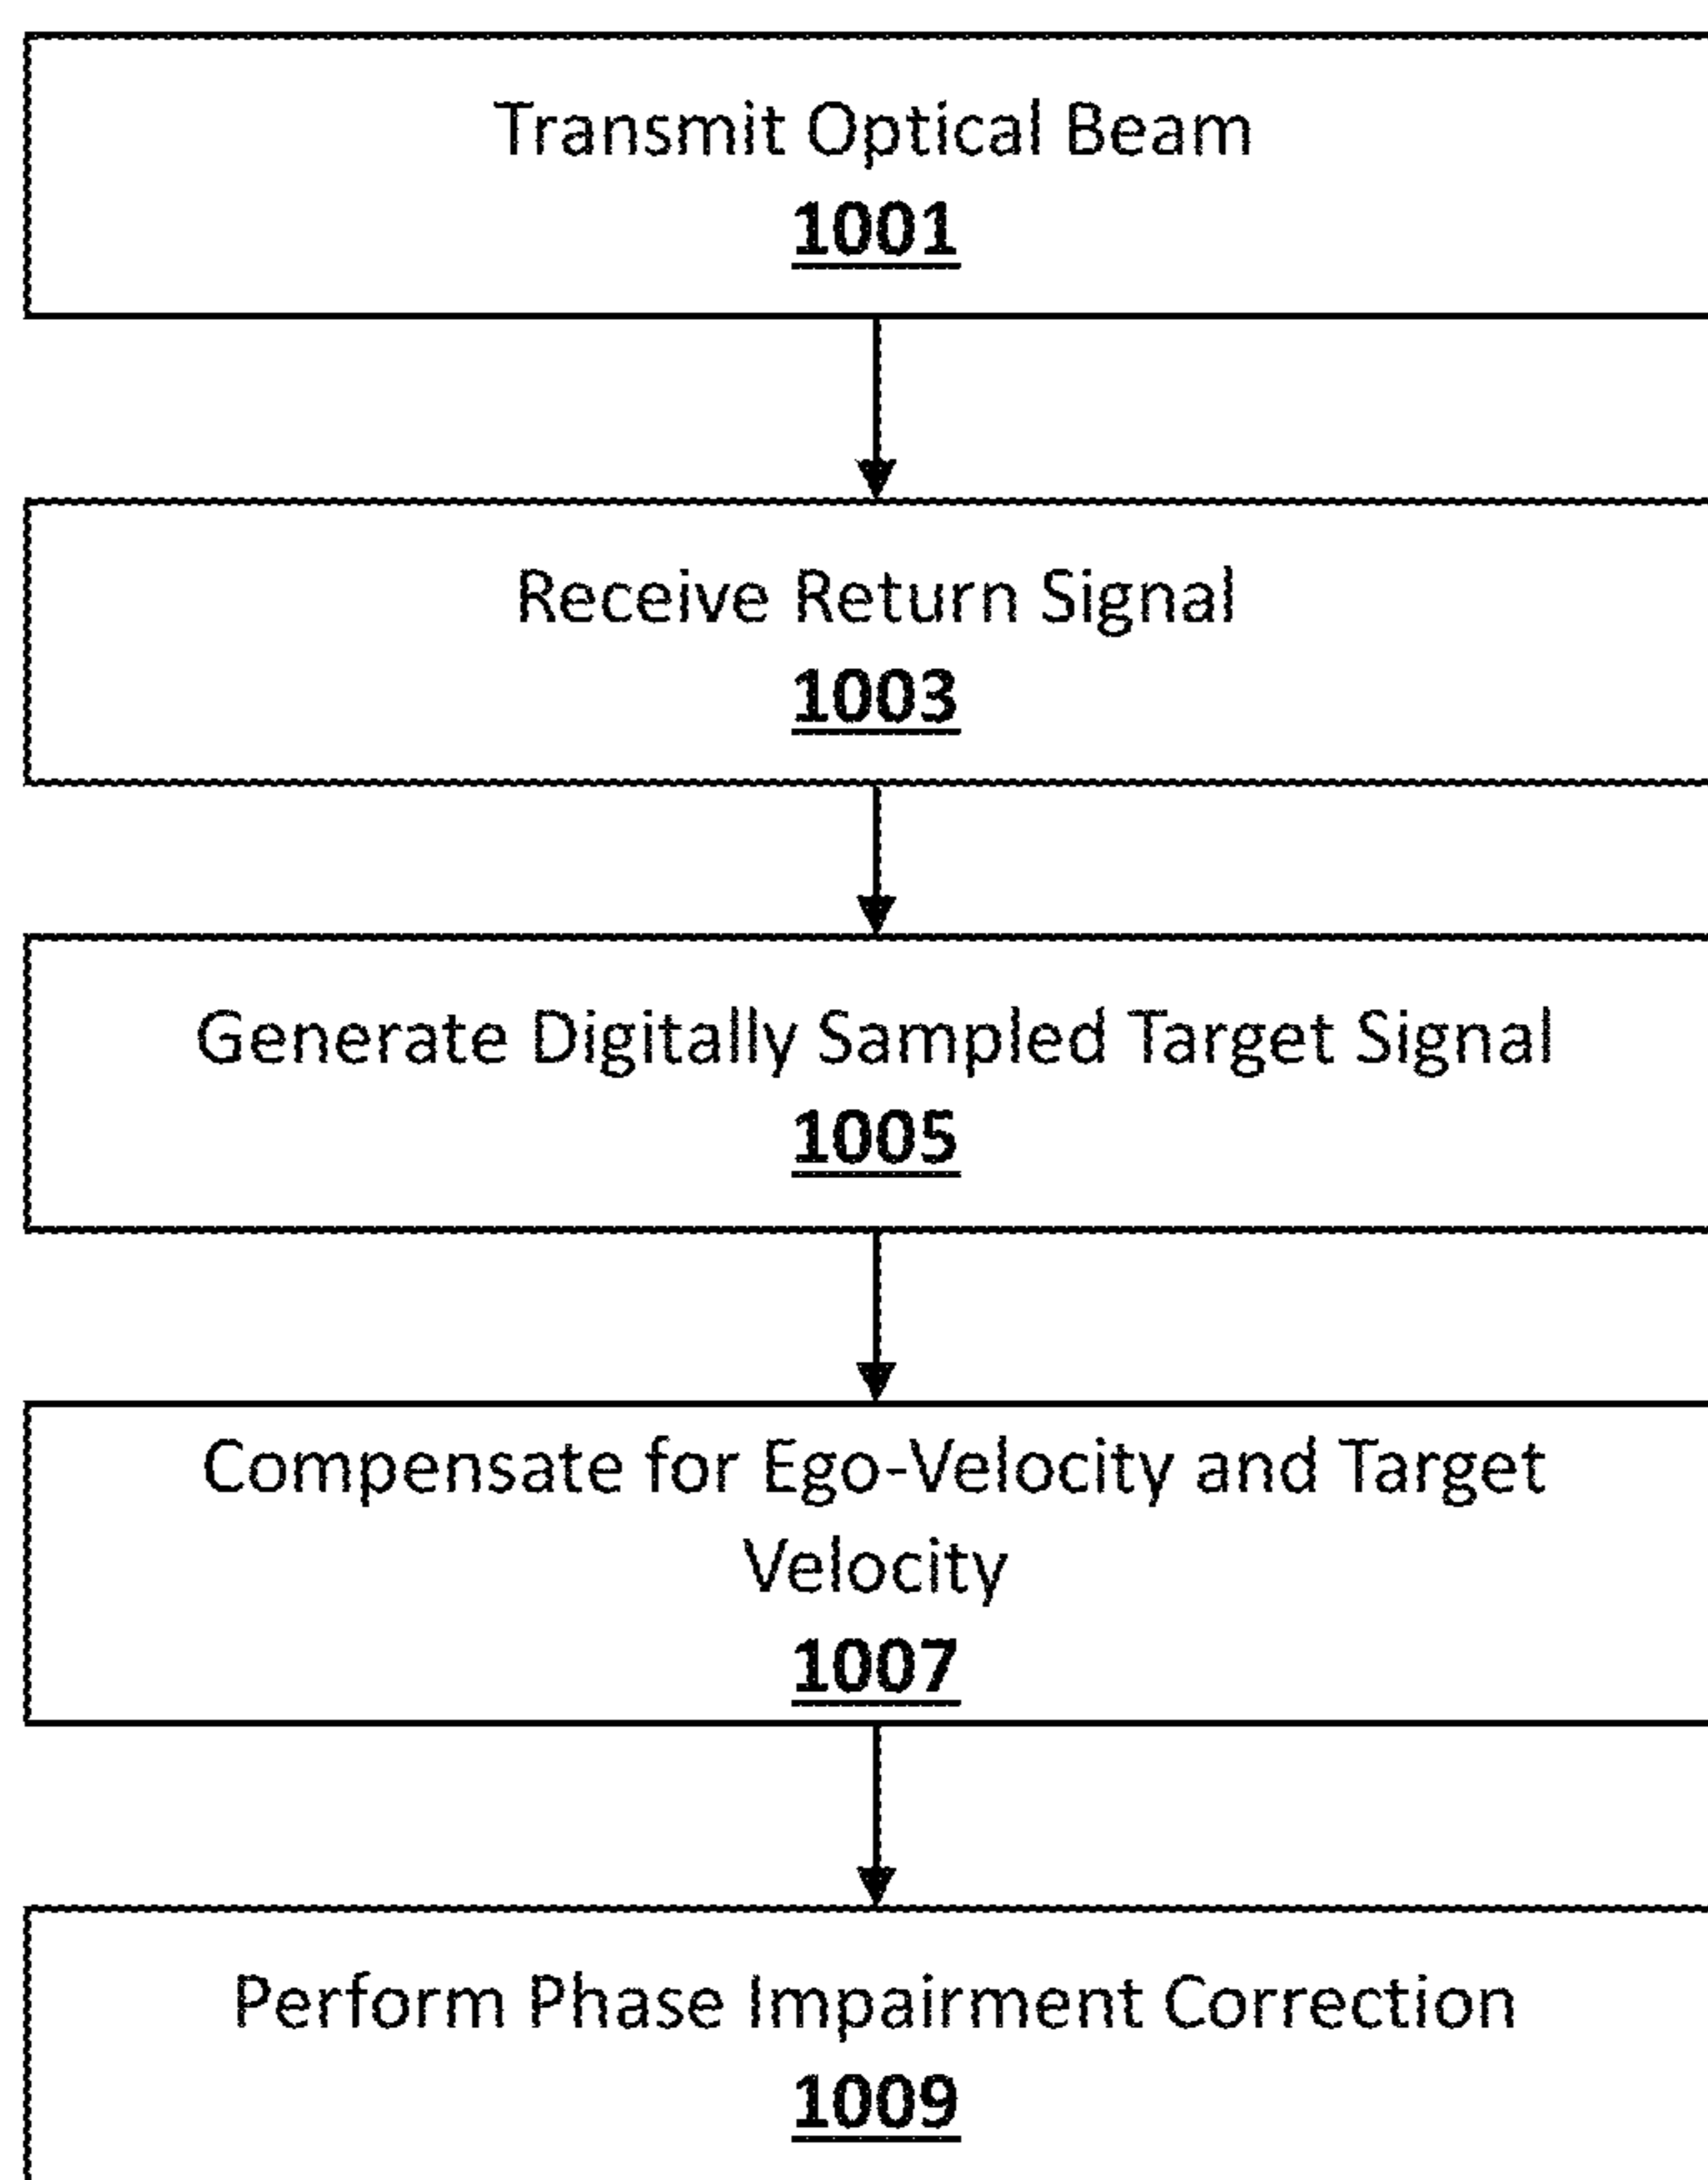 Transmit Optical Beam
1001
Receive Return Signal
1003
Generate Digitally Sampled Target Signal
1005
Compensate for Ego-Velocity and Target
Velocity
1007
Perform Phase Impairment Correction
1009